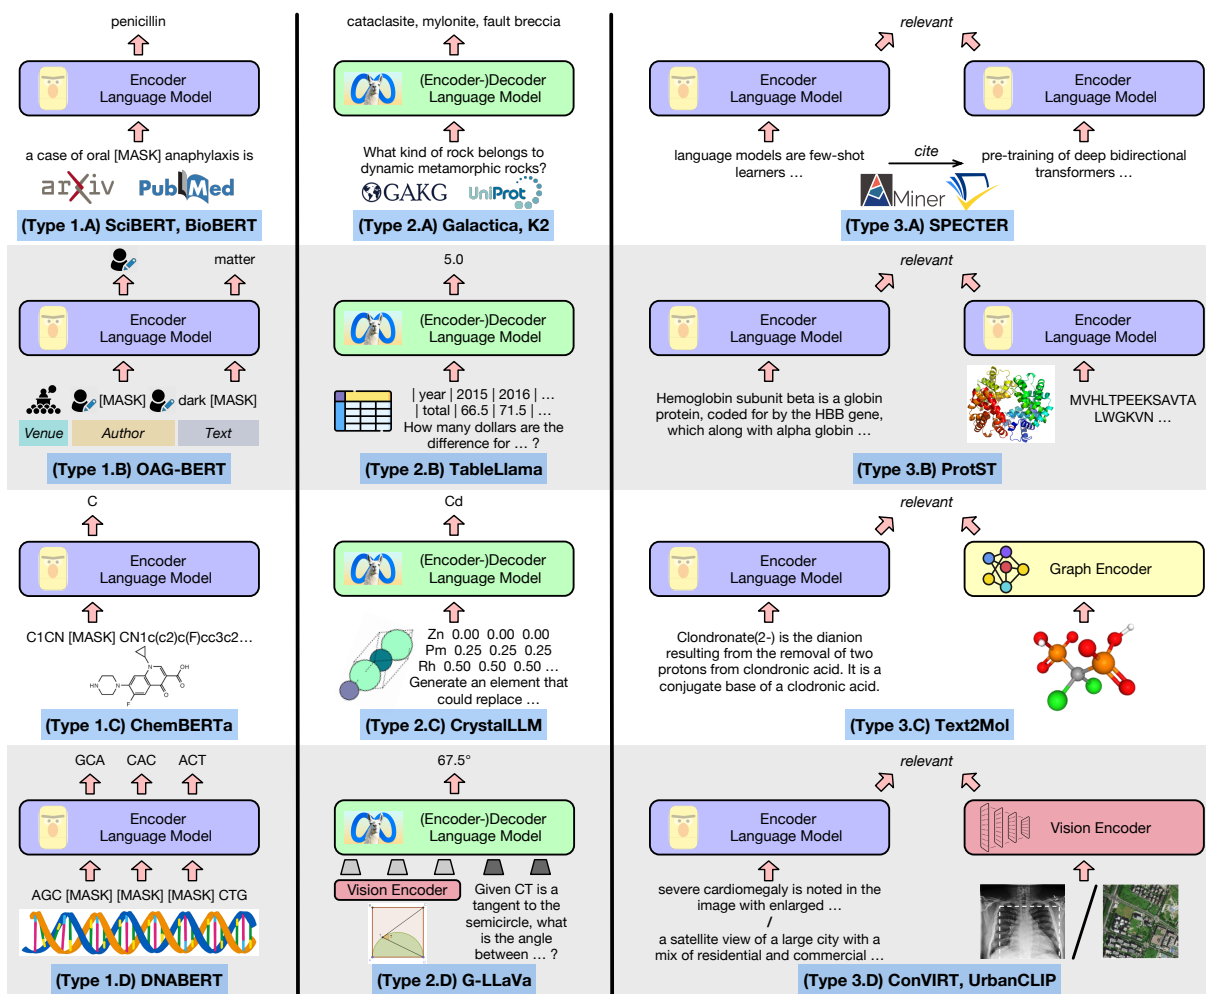 penicillin
Encoder
Language Model
a case of oral [MASK] anaphylaxis is
arXiv
PubMed
(Type 1.A) SciBERT, BioBERT
cataclasite, mylonite, fault breccia
(Encoder-)Decoder
Language Model
What kind of rock belongs to
dynamic metamorphic rocks?
GAKG
UniProt
(Type 2.A) Galactica, K2
relevant
Encoder
Language Model
Encoder
Language Model
language models are few-shot
learners ...
cite
pre-training of deep bidirectional
transformers ...
AMiner
(Type 3.A) SPECTER
matter
Encoder
Language Model
[MASK]
dark [MASK]
Venue
Author
Text
(Type 1.B) OAG-BERT
5.0
(Encoder-)Decoder
Language Model
| year | 2015 | 2016 | ...
| total | 66.5 | 71.5 | ...
How many dollars are the
difference for ... ?
(Type 2.B) TableLlama
relevant
Encoder
Language Model
Encoder
Language Model
Hemoglobin subunit beta is a globin
protein, coded for by the HBB gene,
which along with alpha globin ...
MVHLTPEEKSAVTA
LWGKVN ...
(Type 3.B) ProtST
C
Encoder
Language Model
C1CN [MASK] CN1c(c2)c(F)cc3c2...
HN
N
N
OH
O
O
F
(Type 1.C) ChemBERTa
Cd
(Encoder-)Decoder
Language Model
Zn 0.00 0.00 0.00
Pm 0.25 0.25 0.25
Rh 0.50 0.50 0.50 ...
Generate an element that
could replace ...
(Type 2.C) CrystalLLM
relevant
Encoder
Language Model
Graph Encoder
Clondronate(2-) is the dianion
resulting from the removal of two
protons from clondronic acid. It is a
conjugate base of a clodronic acid.
(Type 3.C) Text2Mol
GCA CAC ACT
Encoder
Language Model
AGC [MASK] [MASK] [MASK] CTG
(Type 1.D) DNABERT
67.5°
(Encoder-)Decoder
Language Model
Vision Encoder
Given CT is a
tangent to the
semicircle, what
is the angle
between ... ?
(Type 2.D) G-LLaVa
relevant
Encoder
Language Model
Vision Encoder
severe cardiomegaly is noted in the
image with enlarged ...
/
a satellite view of a large city with a
mix of residential and commercial ...
(Type 3.D) ConVIRT, UrbanCLIP